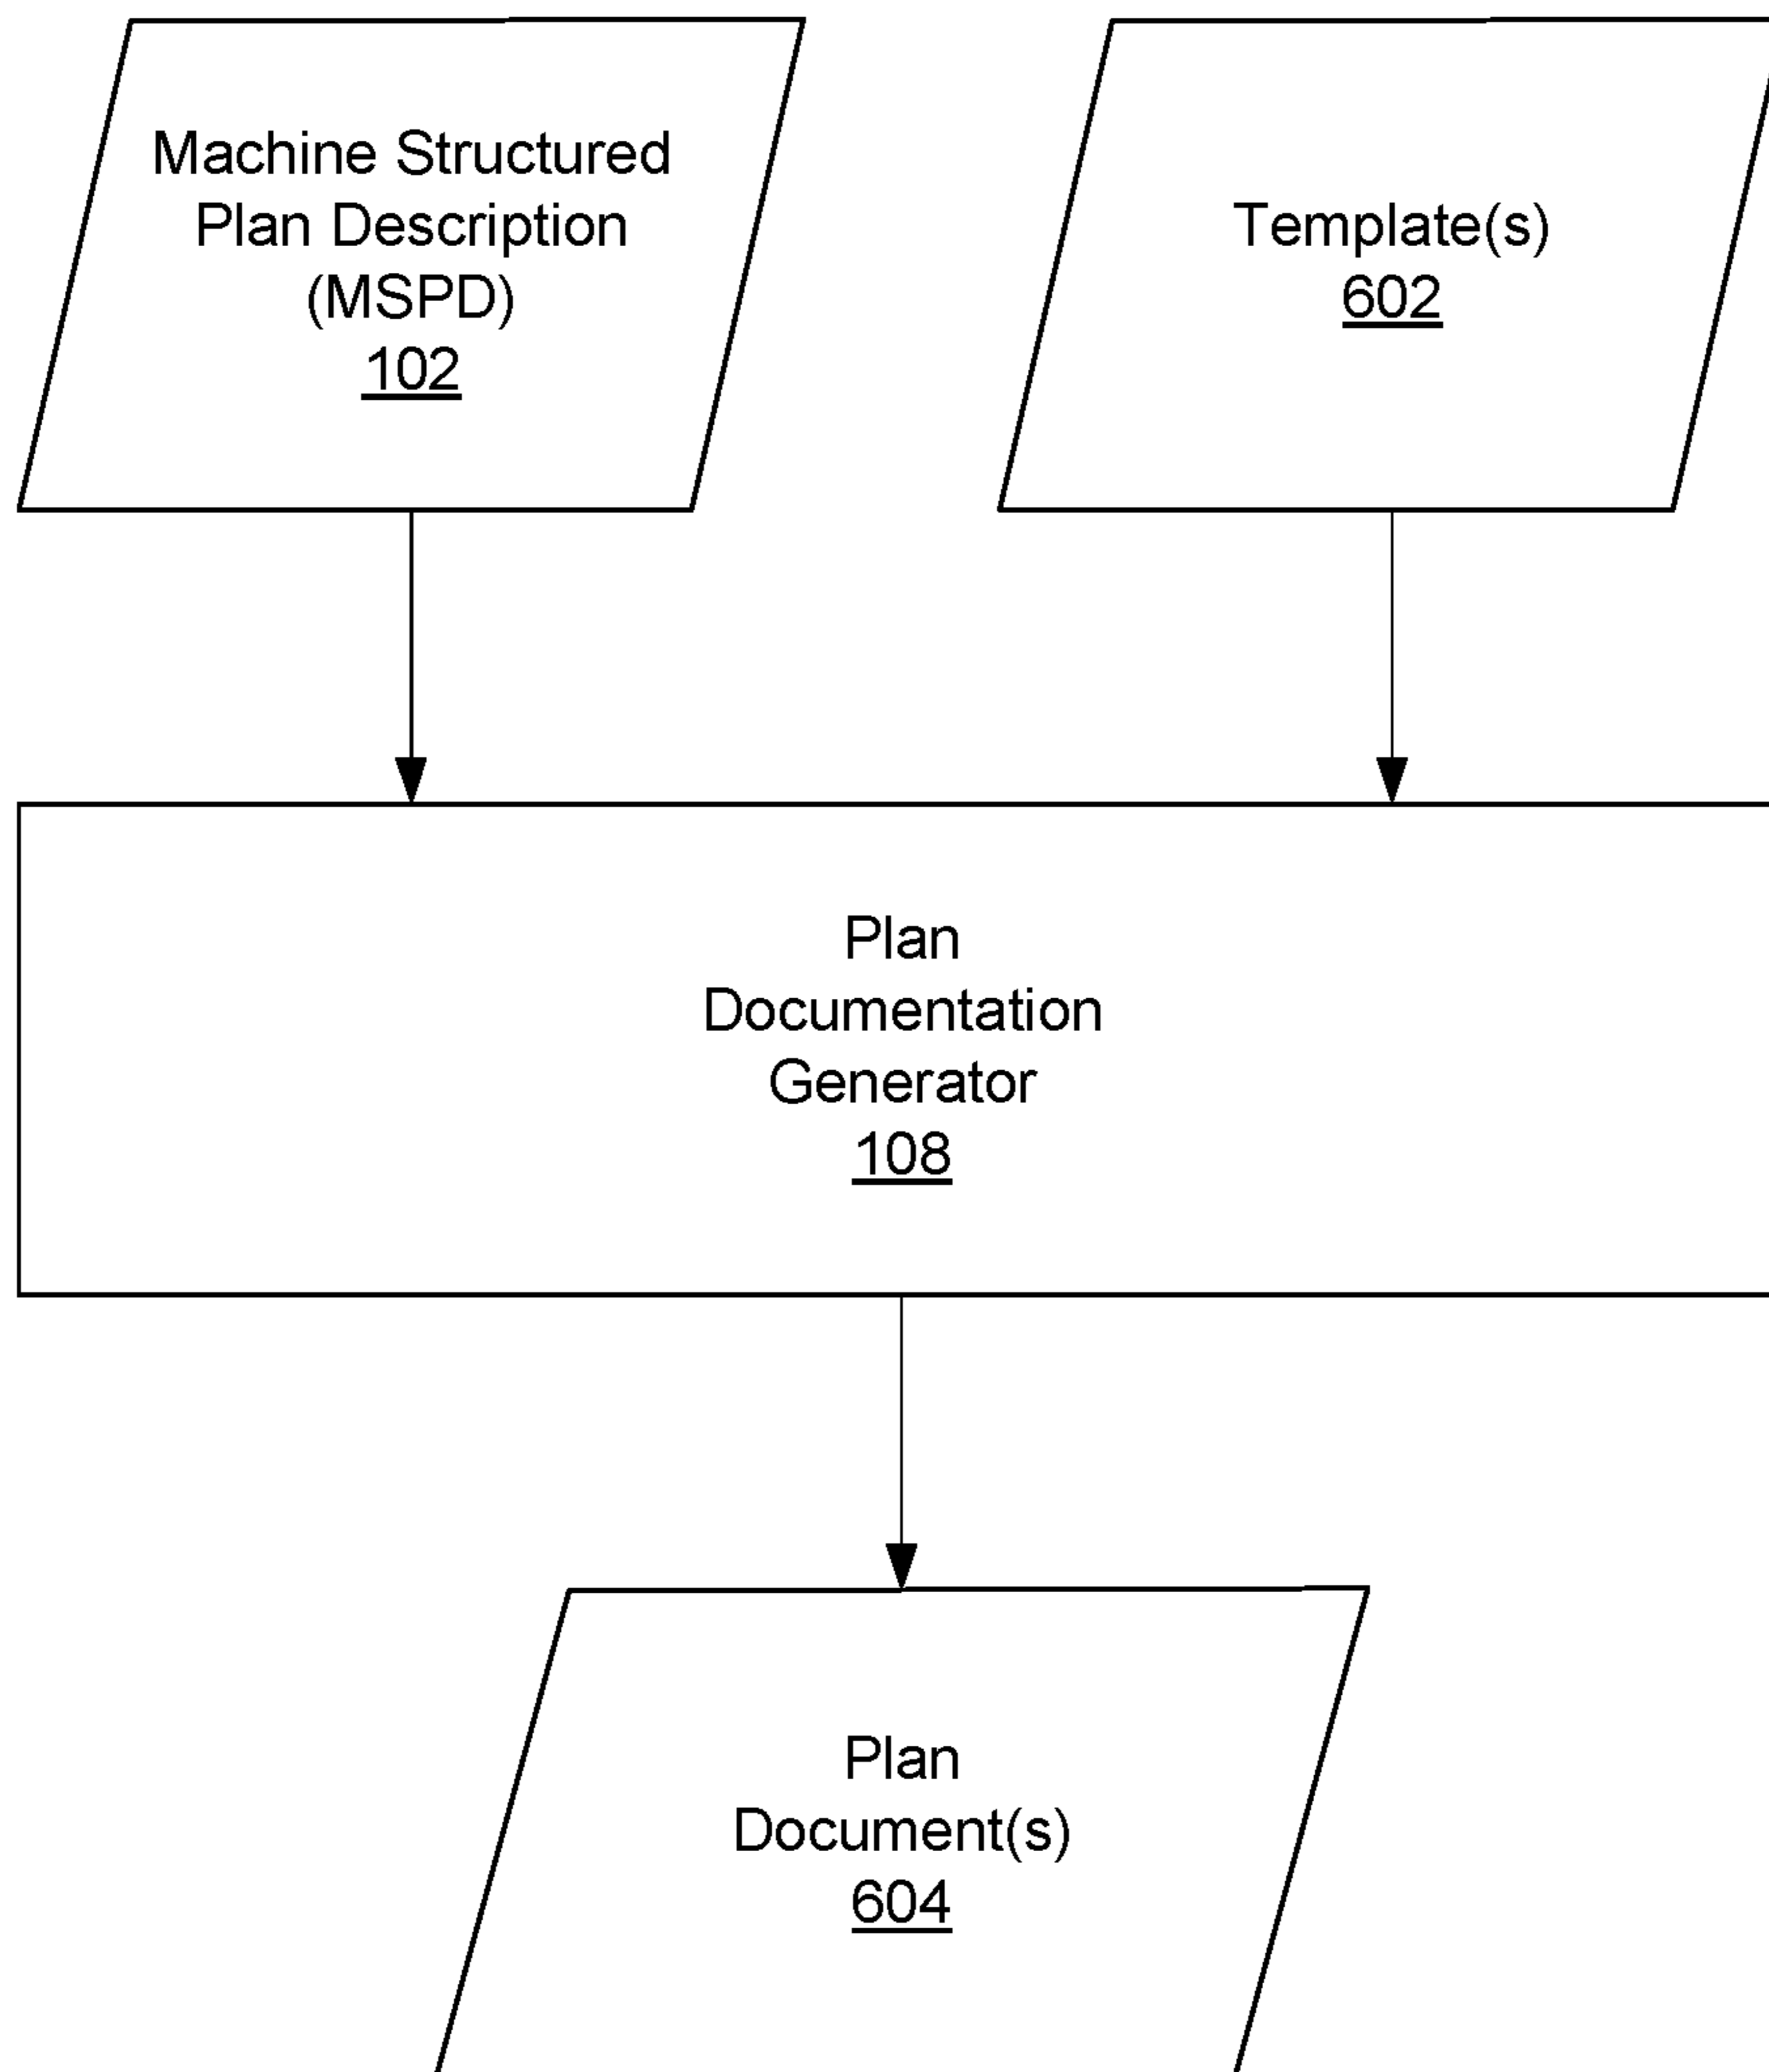 Machine Structured
Plan Description
(MSPD)
102
Template(s)
602
Plan
Documentation
Generator
108
Plan
Document(s)
604